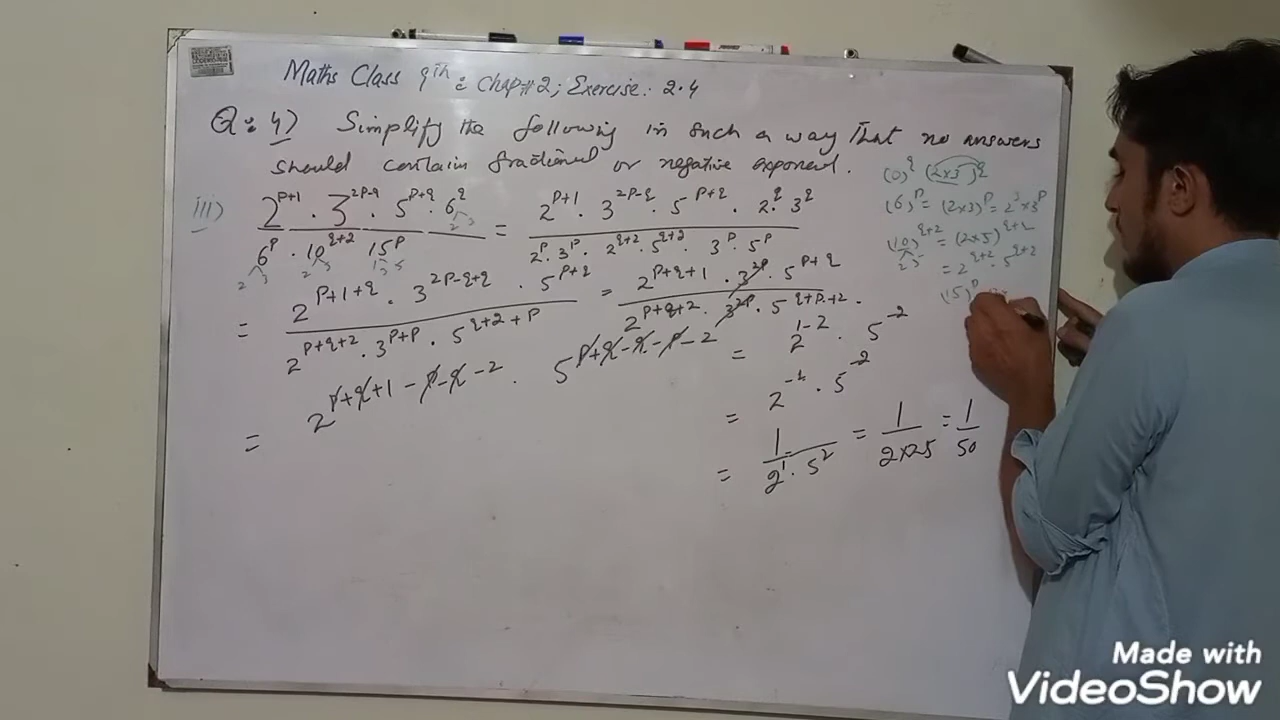 Maths Class 9th : Chap# 2 ; Exercise: 2.4
Q: 4) Simplify the following in such a way that no answers
should contain fractional or negative exponent.
iii) 2^{p+1} . 3^{2p-q} . 5^{p+q} . 6^q / 6^p . 10^{q+2} 15^p = 2^{p+1} . 3^{2p-q} . 5^{p+q} . 2^q . 3^q / 2^p . 3^p . 2^{q+2} . 5^{q+2} . 3^p . 5^p
= 2^{p+1+q} . 3^{2p-q+q} . 5^{p+q} / 2^{p+q+2} . 3^{p+p} . 5^{q+2+p} = 2^{p+q+1} . 3^{2p} . 5^{p+q} / 2^{p+q+2} . 3^{2p} . 5^{q+p+2} .
= 2^{p+q+1-p-q-2} . 5^{p+q-q-p-2}
= 2^{1-2} . 5^{-2}
= 2^{-1} . 5^{-2}
= 1 / 2^1 . 5^2 = 1 / 2×25 = 1 / 50
(0)^q (2×3)^q
(6)^p = (2×3)^p = 2^3 × 3^p
(10)^{q+2} = (2×5)^{q+2}
2 5
= 2^{q+2} . 5^{q+2}
(15)^p
Made with
VideoShow